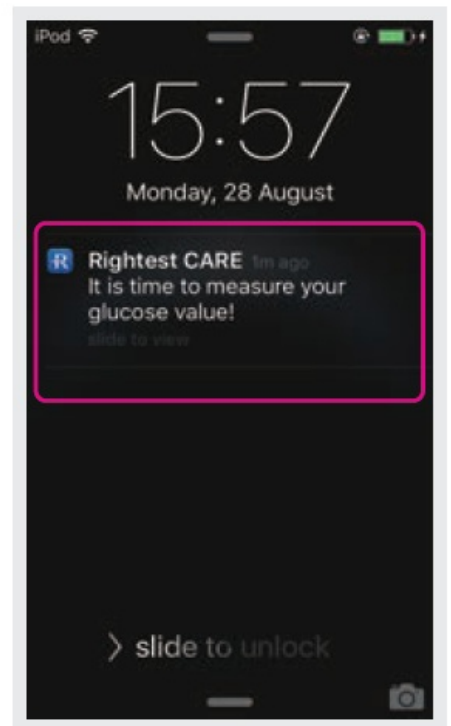 iPod
15:57
Monday, 28 August
R
Rightest CARE 1m ago
It is time to measure your
glucose value!
slide to view
> slide to unlock